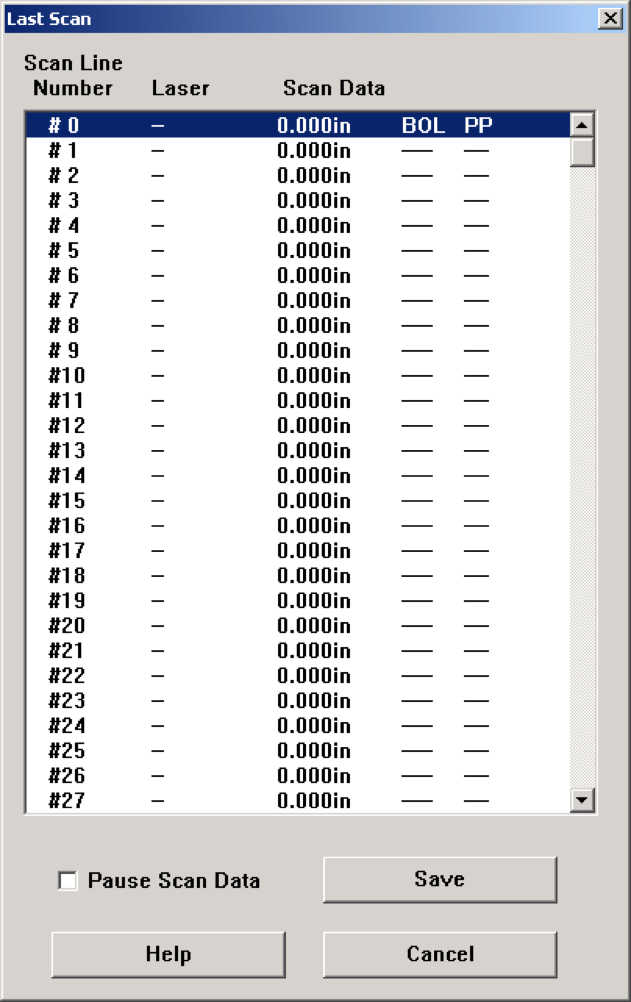 Last Scan
Scan Line
Number Laser Scan Data
# 0 – 0.000in BOL PP
# 1 – 0.000in —— ——
# 2 – 0.000in —— ——
# 3 – 0.000in —— ——
# 4 – 0.000in —— ——
# 5 – 0.000in —— ——
# 6 – 0.000in —— ——
# 7 – 0.000in —— ——
# 8 – 0.000in —— ——
# 9 – 0.000in —— ——
#10 – 0.000in —— ——
#11 – 0.000in —— ——
#12 – 0.000in —— ——
#13 – 0.000in —— ——
#14 – 0.000in —— ——
#15 – 0.000in —— ——
#16 – 0.000in —— ——
#17 – 0.000in —— ——
#18 – 0.000in —— ——
#19 – 0.000in —— ——
#20 – 0.000in —— ——
#21 – 0.000in —— ——
#22 – 0.000in —— ——
#23 – 0.000in —— ——
#24 – 0.000in —— ——
#25 – 0.000in —— ——
#26 – 0.000in —— ——
#27 – 0.000in —— ——
Pause Scan Data Save
Help Cancel